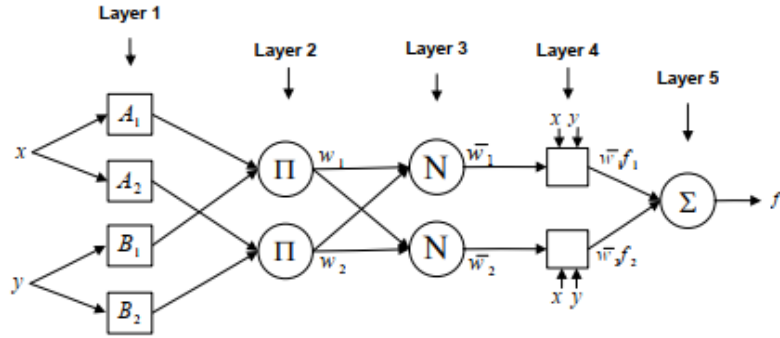 Layer 1
Layer 2
Layer 3
Layer 4
Layer 5
x y
A₁
x
w₁
w̄₁
w̄₁f₁
Π
N
A₂
Σ
f
B₁
Π
N
w₂
w̄₂
w̄₂f₂
y
B₂
x y